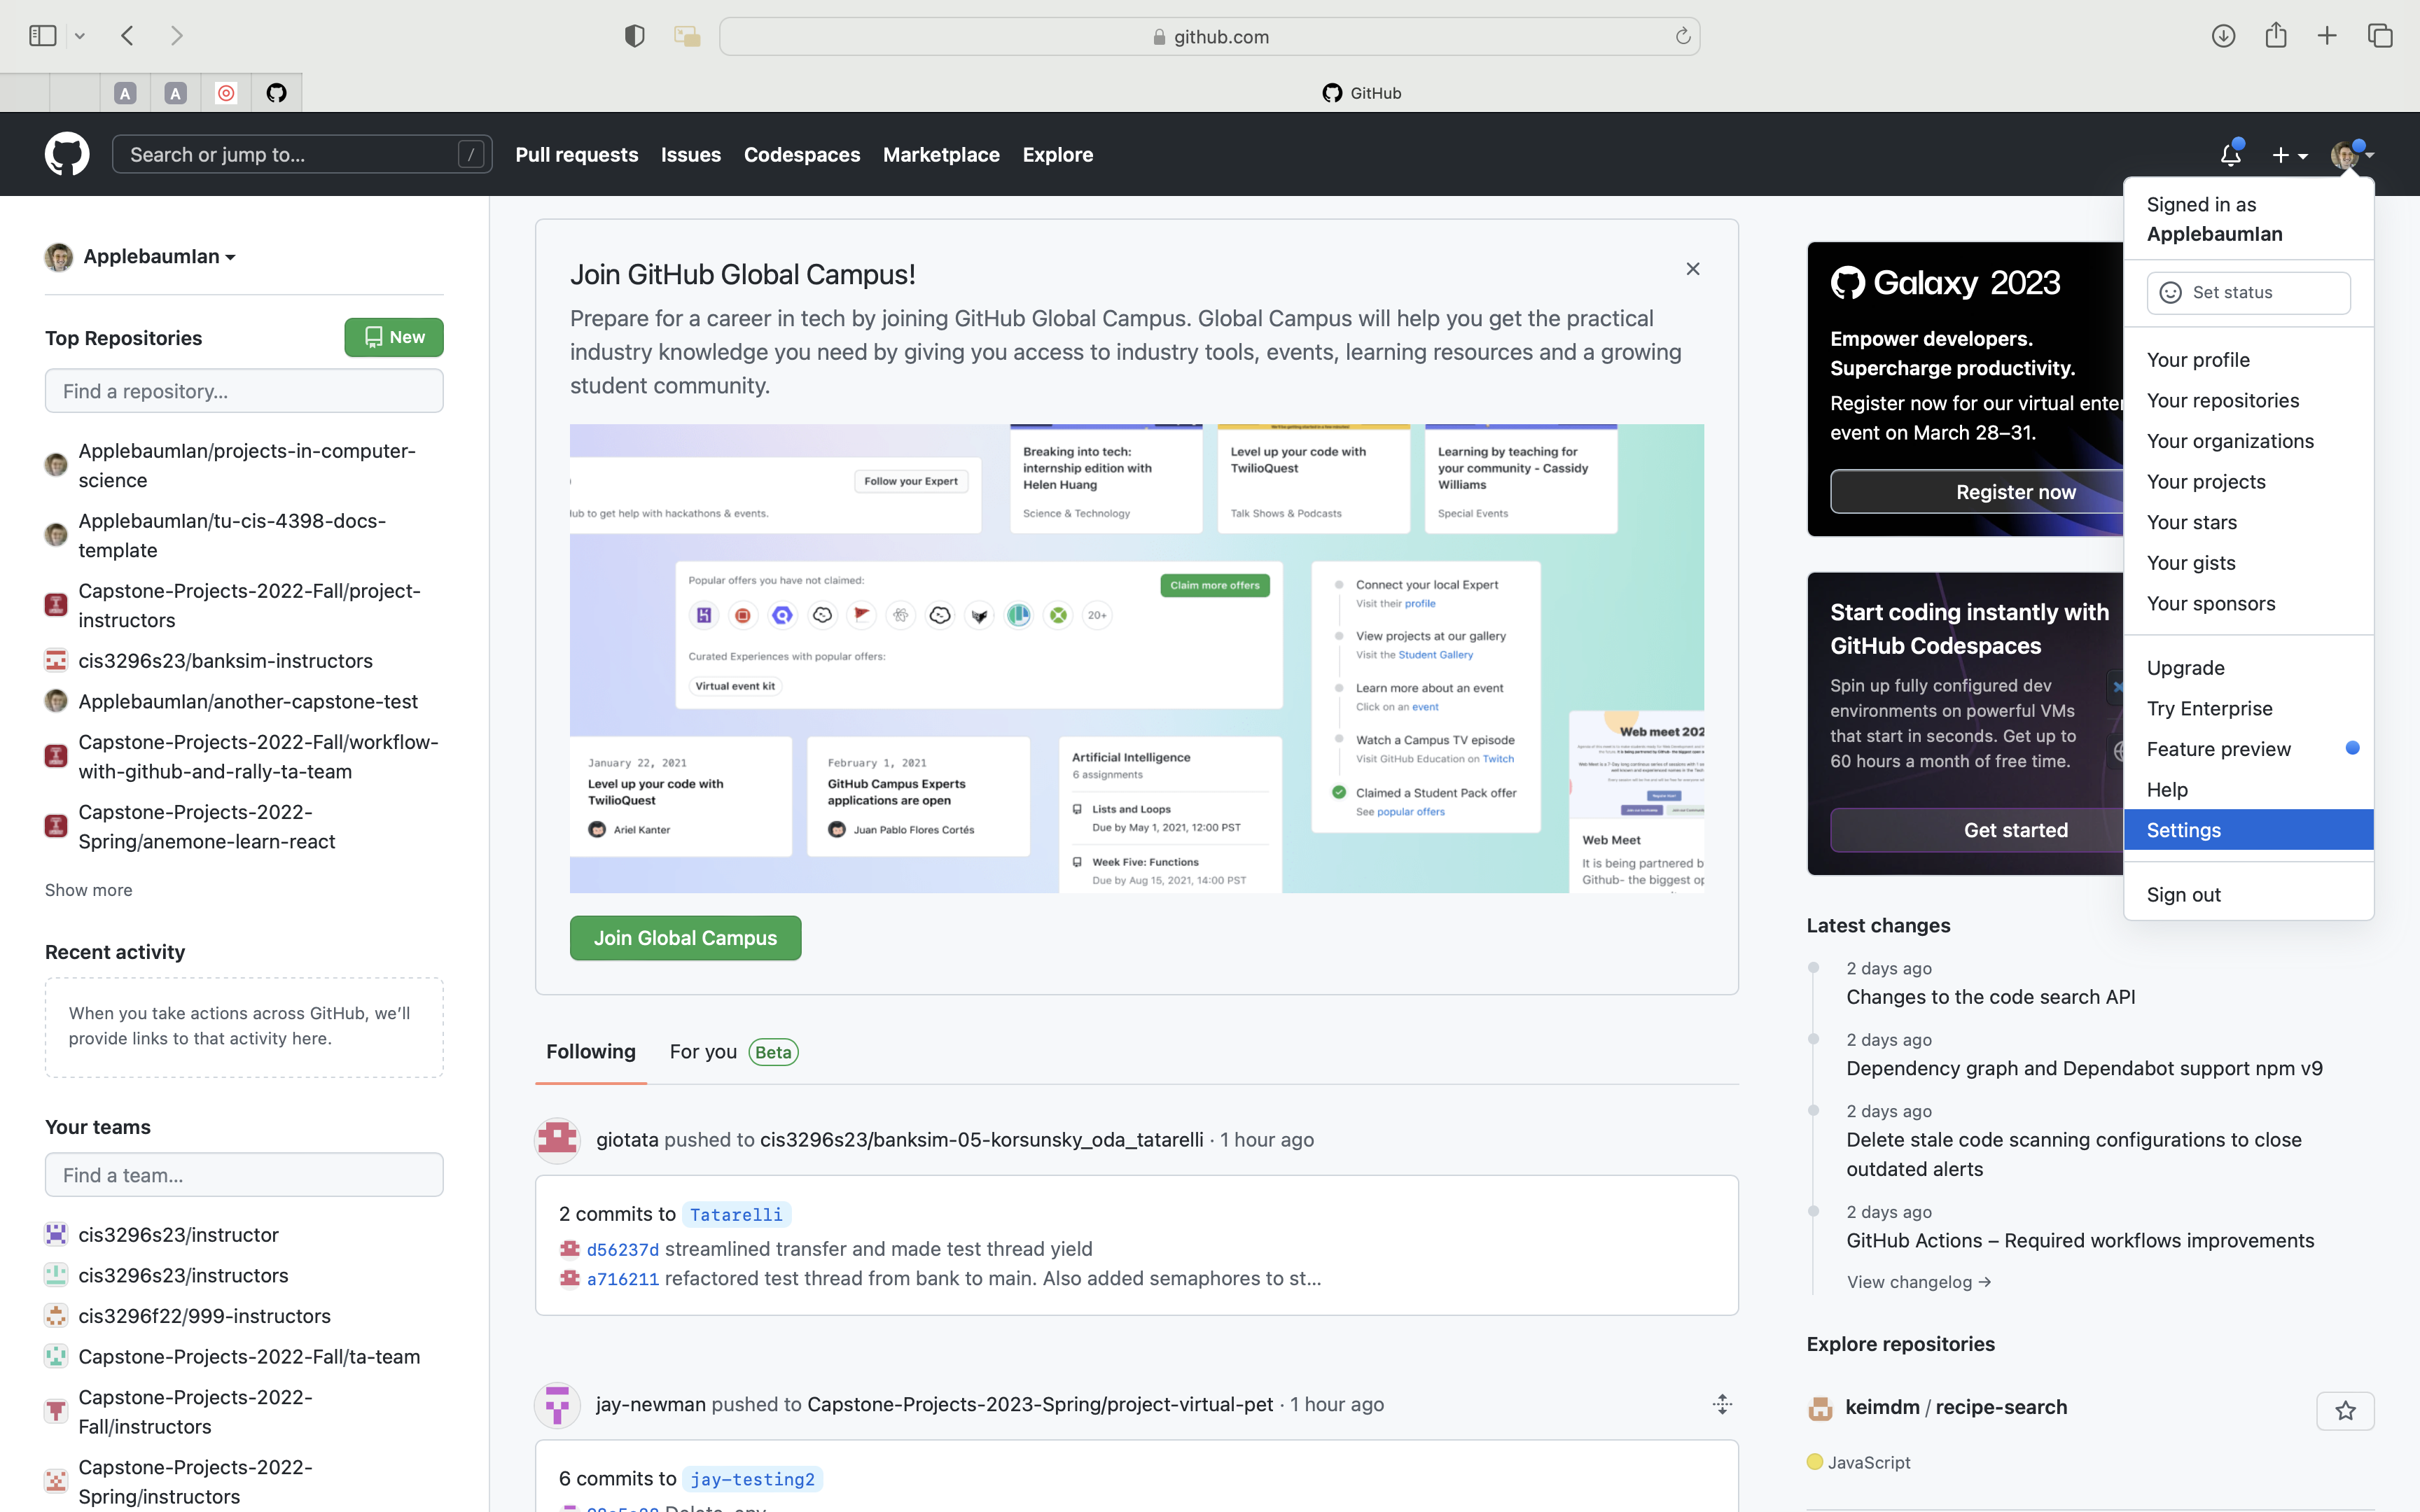 github.com
A
A
GitHub
Search or jump to...
/
Pull requests
Issues
Codespaces
Marketplace
Explore
ApplebaumIan
Top Repositories
New
Find a repository...
ApplebaumIan/projects-in-computer-
science
ApplebaumIan/tu-cis-4398-docs-
template
Capstone-Projects-2022-Fall/project-
instructors
cis3296s23/banksim-instructors
ApplebaumIan/another-capstone-test
Capstone-Projects-2022-Fall/workflow-
with-github-and-rally-ta-team
Capstone-Projects-2022-
Spring/anemone-learn-react
Show more
Recent activity
When you take actions across GitHub, we'll
provide links to that activity here.
Your teams
Find a team...
cis3296s23/instructor
cis3296s23/instructors
cis3296f22/999-instructors
Capstone-Projects-2022-Fall/ta-team
Capstone-Projects-2022-
Fall/instructors
Capstone-Projects-2022-
Spring/instructors
Join GitHub Global Campus!
Prepare for a career in tech by joining GitHub Global Campus. Global Campus will help you get the practical
industry knowledge you need by giving you access to industry tools, events, learning resources and a growing
student community.
Follow your Expert
to get help with hackathons & events.
Breaking into tech:
internship edition with
Helen Huang
Science & Technology
Level up your code with
TwilioQuest
Talk Shows & Podcasts
Learning by teaching for
your community - Cassidy
Williams
Special Events
Popular offers you have not claimed:
Claim more offers
20+
Curated Experiences with popular offers:
Virtual event kit
Connect your local Expert
Visit their profile
View projects at our gallery
Visit the Student Gallery
Learn more about an event
Click on an event
Watch a Campus TV episode
Visit GitHub Education on Twitch
Claimed a Student Pack offer
See popular offers
January 22, 2021
Level up your code with
TwilioQuest
Ariel Kanter
February 1, 2021
GitHub Campus Experts
applications are open
Juan Pablo Flores Cortés
Artificial Intelligence
6 assignments
Lists and Loops
Due by May 1, 2021, 12:00 PST
Week Five: Functions
Due by Aug 15, 2021, 14:00 PST
Web meet 202
Web Meet
It is being partnered b
Github- the biggest op
Join Global Campus
Following
For you
Beta
giotata pushed to cis3296s23/banksim-05-korsunsky_oda_tatarelli · 1 hour ago
2 commits to Tatarelli
d56237d streamlined transfer and made test thread yield
a716211 refactored test thread from bank to main. Also added semaphores to st...
jay-newman pushed to Capstone-Projects-2023-Spring/project-virtual-pet · 1 hour ago
6 commits to jay-testing2
Galaxy 2023
Empower developers.
Supercharge productivity.
Register now for our virtual enter
event on March 28–31.
Register now
Start coding instantly with
GitHub Codespaces
Spin up fully configured dev
environments on powerful VMs
that start in seconds. Get up to
60 hours a month of free time.
Get started
Signed in as
ApplebaumIan
Set status
Your profile
Your repositories
Your organizations
Your projects
Your stars
Your gists
Your sponsors
Upgrade
Try Enterprise
Feature preview
Help
Settings
Sign out
Latest changes
2 days ago
Changes to the code search API
2 days ago
Dependency graph and Dependabot support npm v9
2 days ago
Delete stale code scanning configurations to close
outdated alerts
2 days ago
GitHub Actions – Required workflows improvements
View changelog →
Explore repositories
keimdm / recipe-search
JavaScript